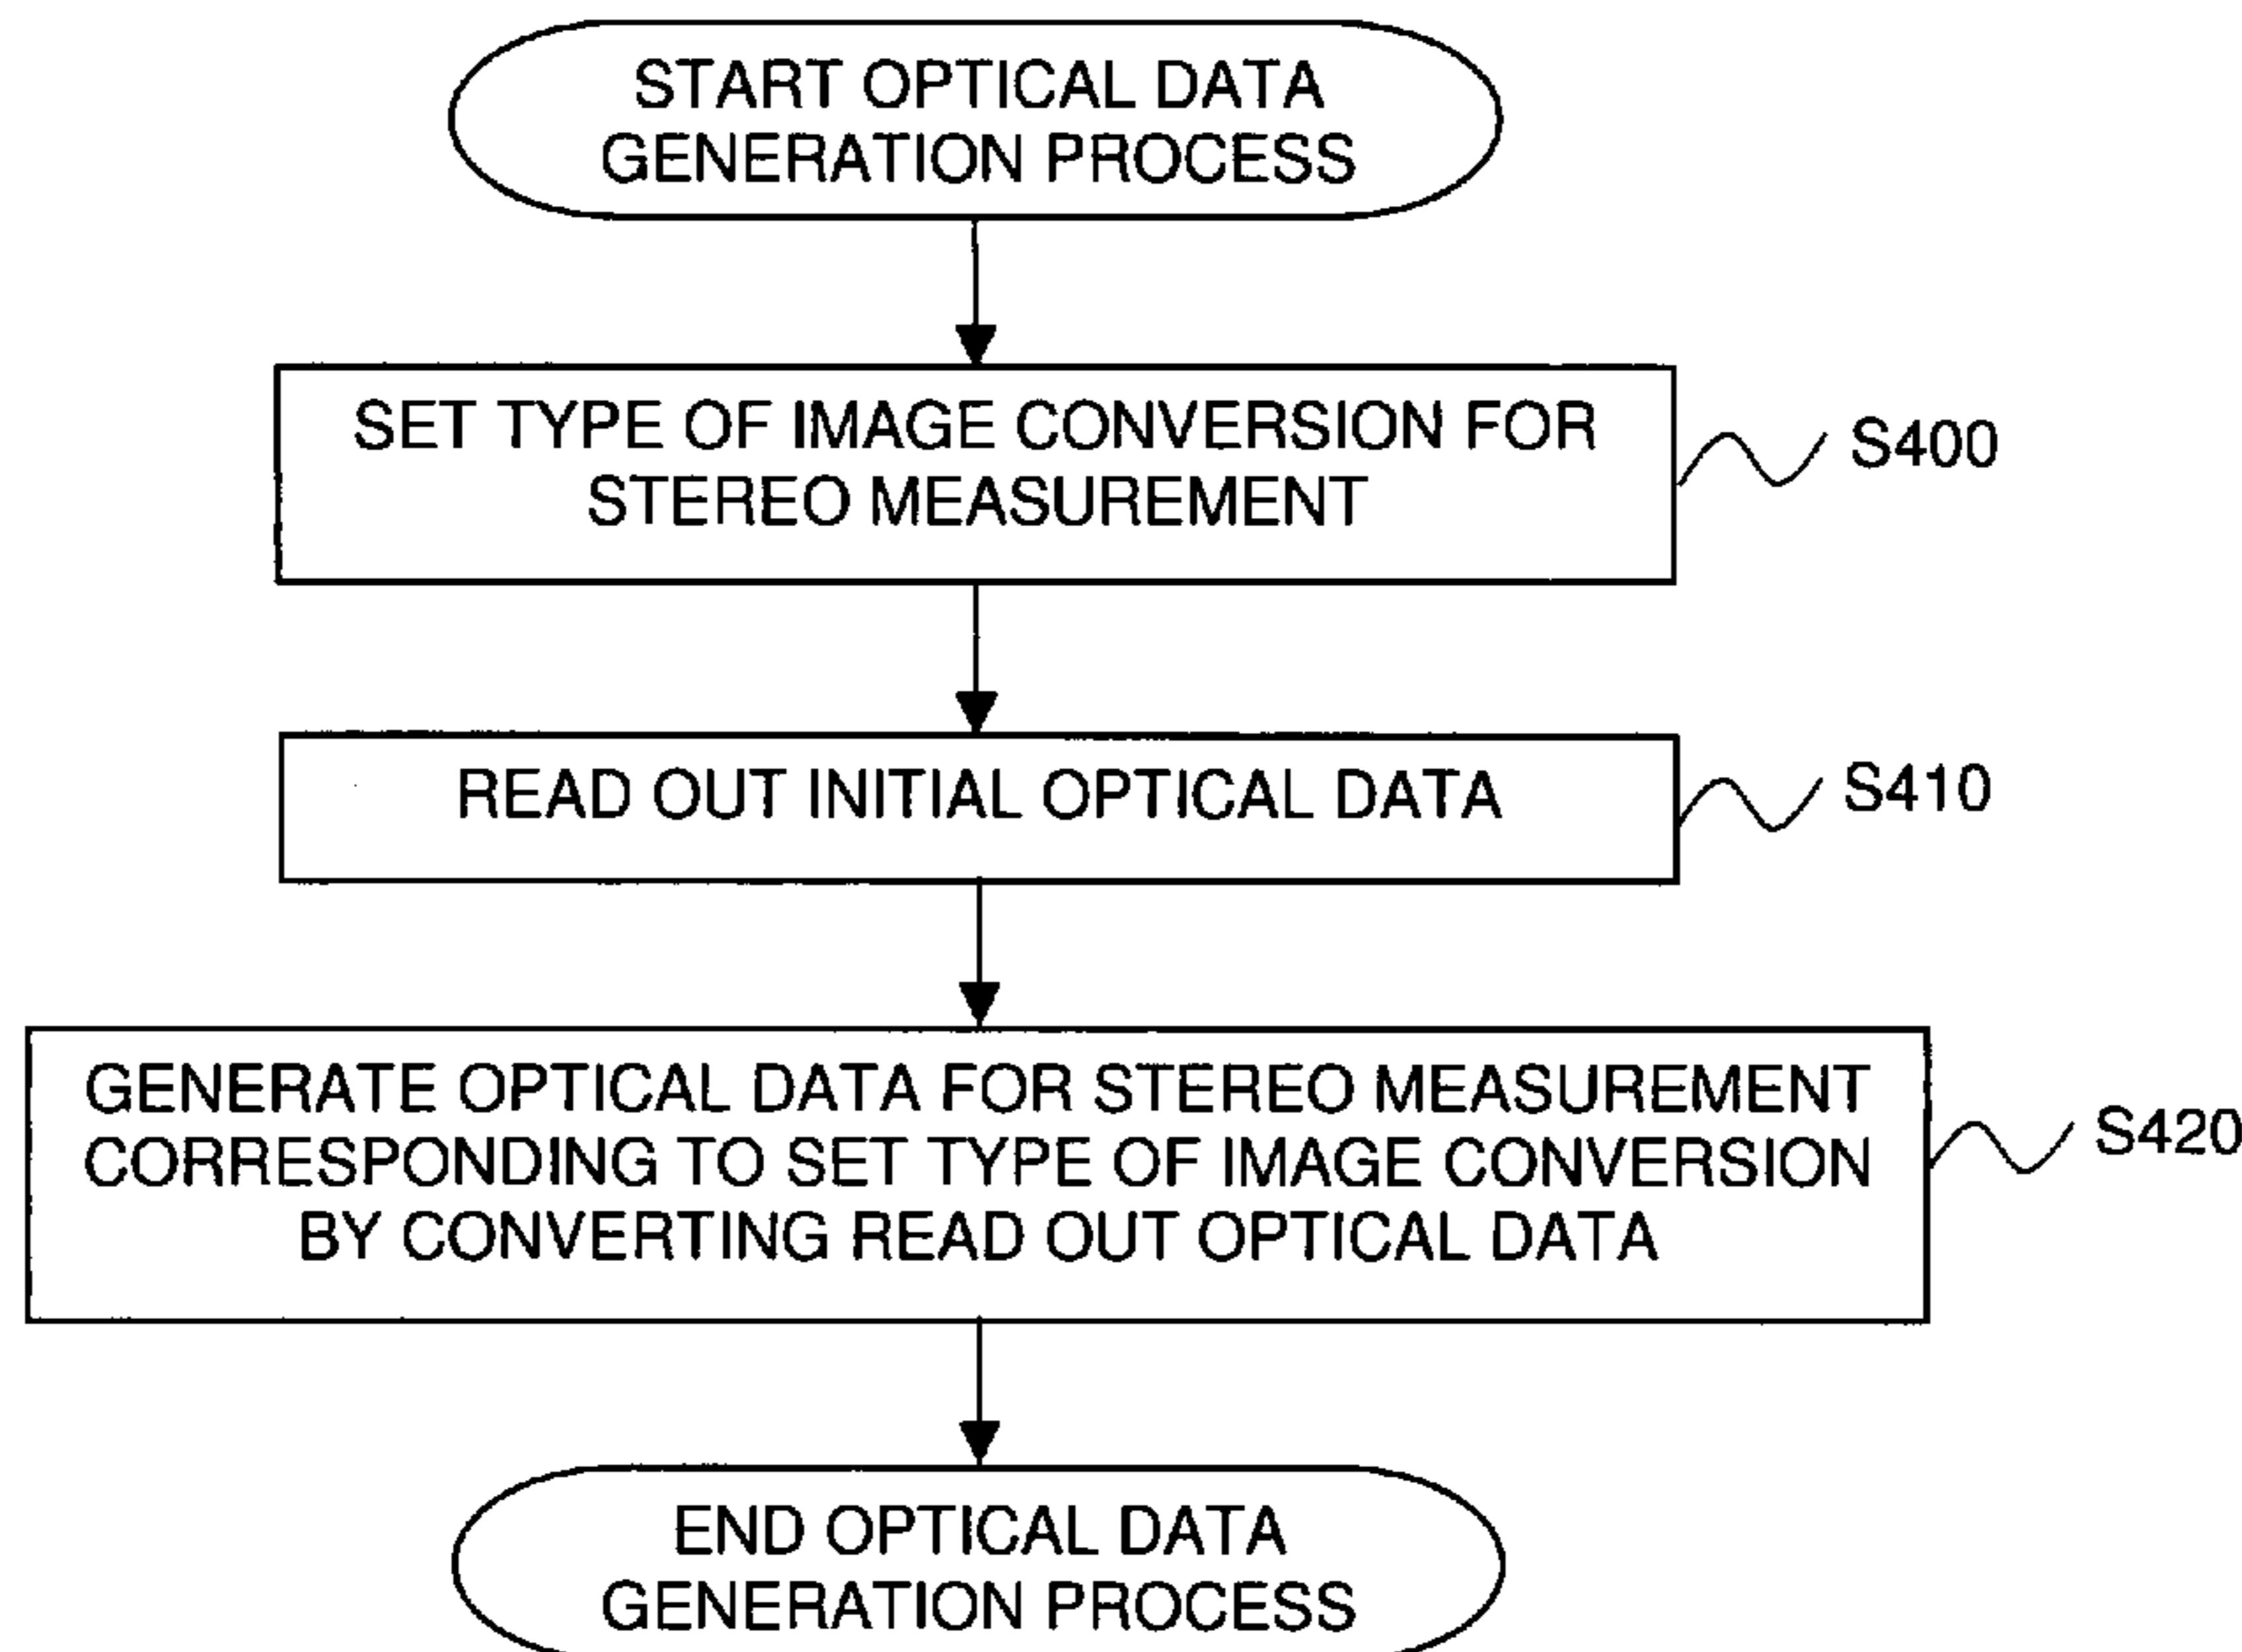 START OPTICAL DATA
GENERATION PROCESS
SET TYPE OF IMAGE CONVERSION FOR
STEREO MEASUREMENT
S400
READ OUT INITIAL OPTICAL DATA
S410
GENERATE OPTICAL DATA FOR STEREO MEASUREMENT
CORRESPONDING TO SET TYPE OF IMAGE CONVERSION
BY CONVERTING READ OUT OPTICAL DATA
S420
END OPTICAL DATA
GENERATION PROCESS